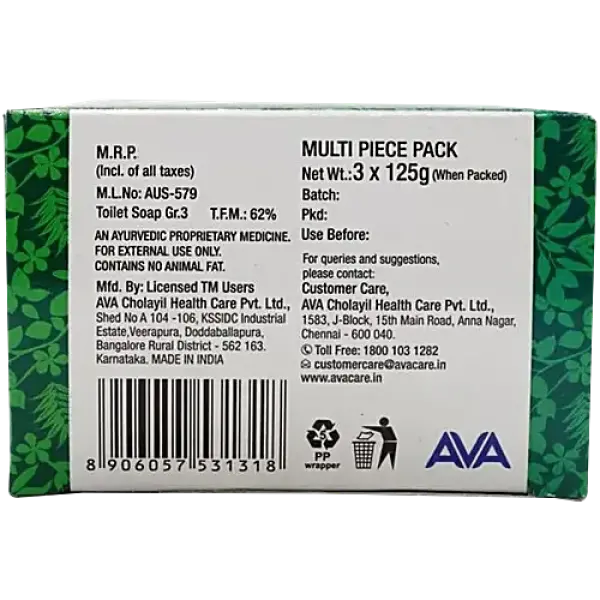 M.R.P.
(Incl. of all taxes)
M.L.No: AUS-579
Toilet Soap Gr.3 T.F.M.: 62%
AN AYURVEDIC PROPRIETARY MEDICINE.
FOR EXTERNAL USE ONLY.
CONTAINS NO ANIMAL FAT.
Mfd. By: Licensed TM Users
AVA Cholayil Health Care Pvt. Ltd.,
Shed No A 104 -106, KSSIDC Industrial
Estate,Veerapura, Doddaballapura,
Bangalore Rural District - 562 163.
Karnataka. MADE IN INDIA
8 906057 531318
MULTI PIECE PACK
Net Wt.:3 x 125g (When Packed)
Batch:
Pkd:
Use Before:
For queries and suggestions,
please contact:
Customer Care,
AVA Cholayil Health Care Pvt. Ltd.,
1583, J-Block, 15th Main Road, Anna Nagar,
Chennai - 600 040.
Toll Free: 1800 103 1282
customercare@avacare.in
www.avacare.in
5
PP
wrapper
AVA